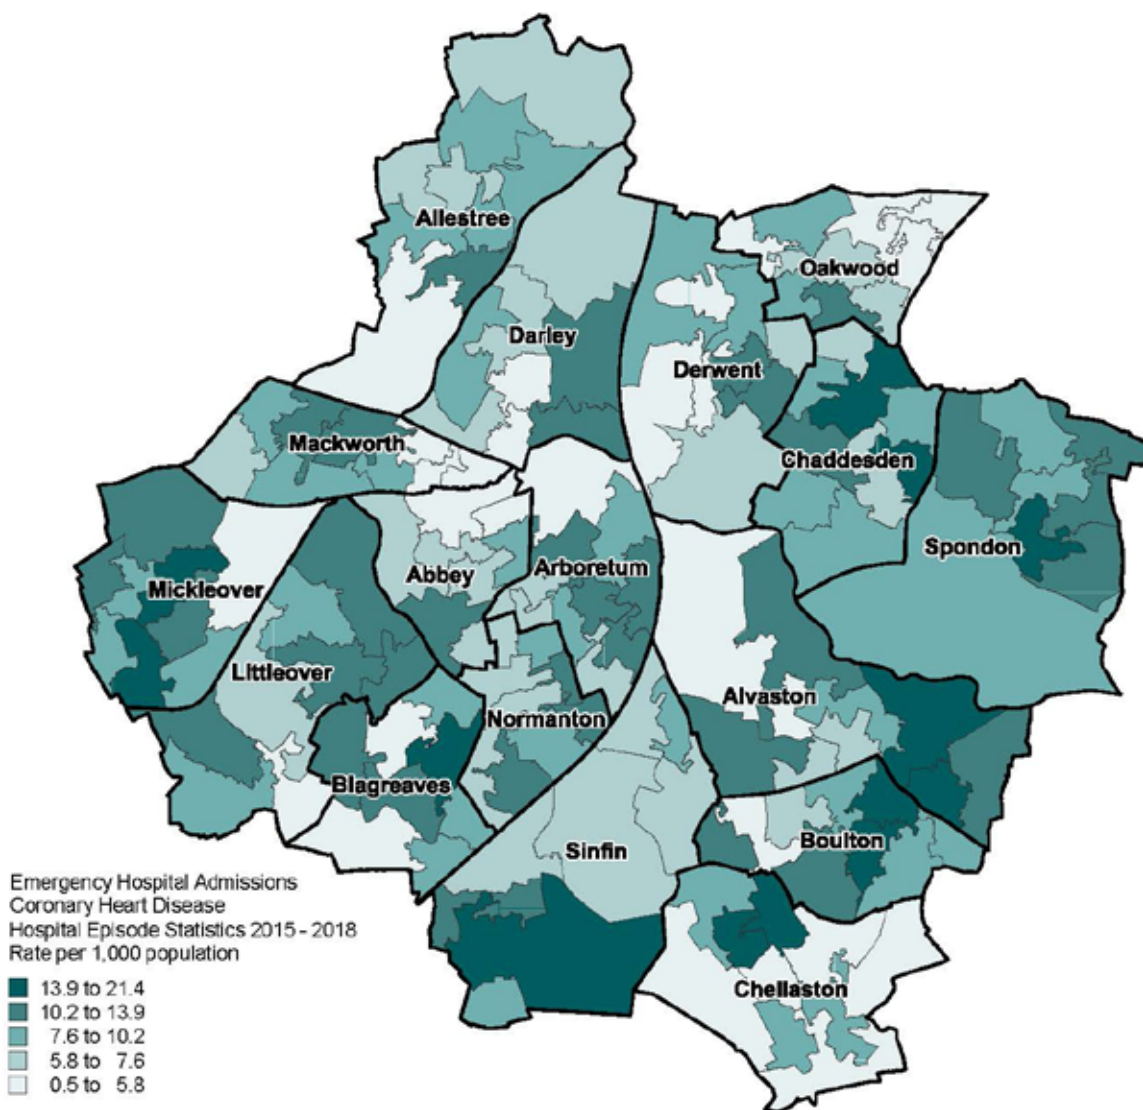 Allestree
Oakwood
Darley
Derwent
Mackworth
Chaddesden
Spondon
Mickleover
Abbey
Arboretum
Littleover
Alvaston
Normanton
Blagreaves
Boulton
Sinfin
Chellaston
Emergency Hospital Admissions
Coronary Heart Disease
Hospital Episode Statistics 2015 - 2018
Rate per 1,000 population
13.9 to 21.4
10.2 to 13.9
7.6 to 10.2
5.8 to 7.6
0.5 to 5.8